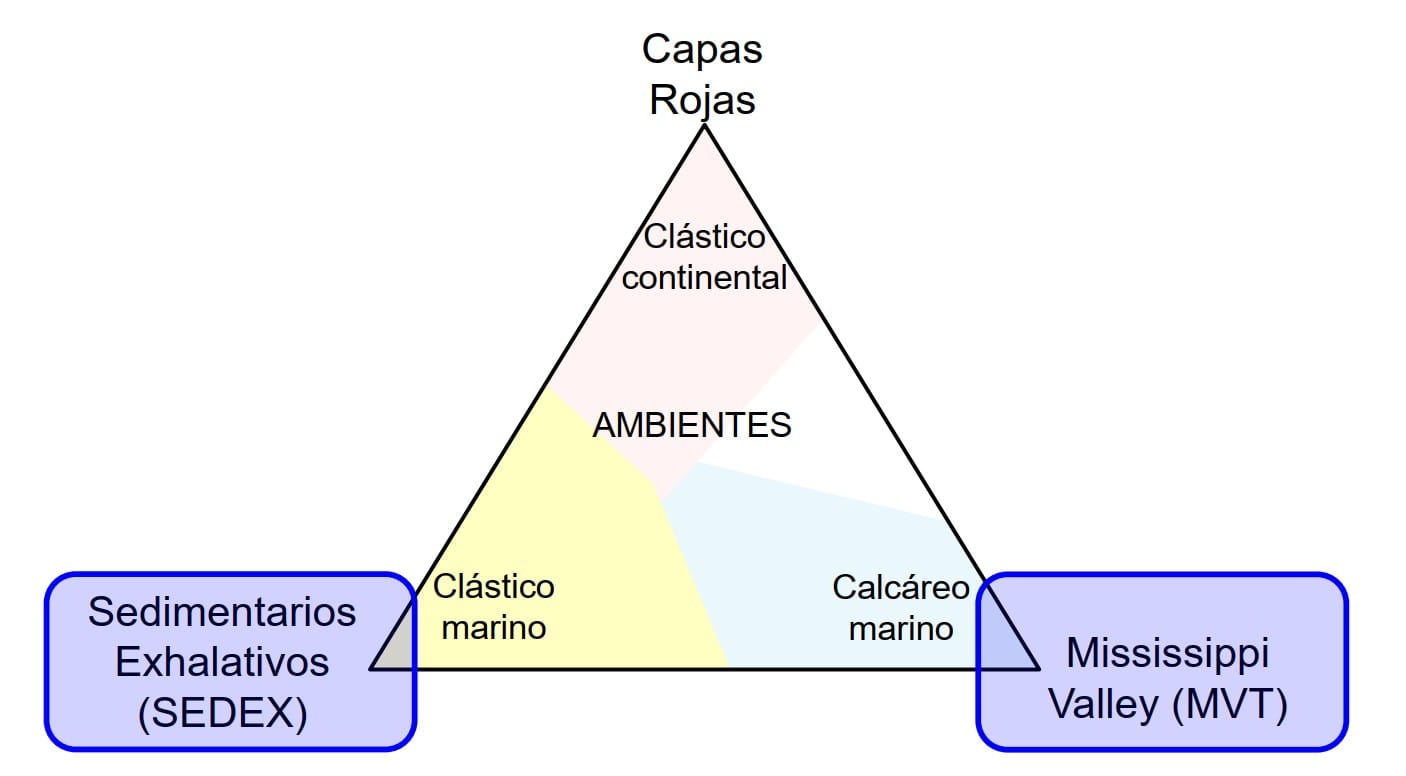 Capas
Rojas
Clástico
continental
AMBIENTES
Clástico
marino
Calcáreo
marino
Sedimentarios
Exhalativos
(SEDEX)
Mississippi
Valley (MVT)